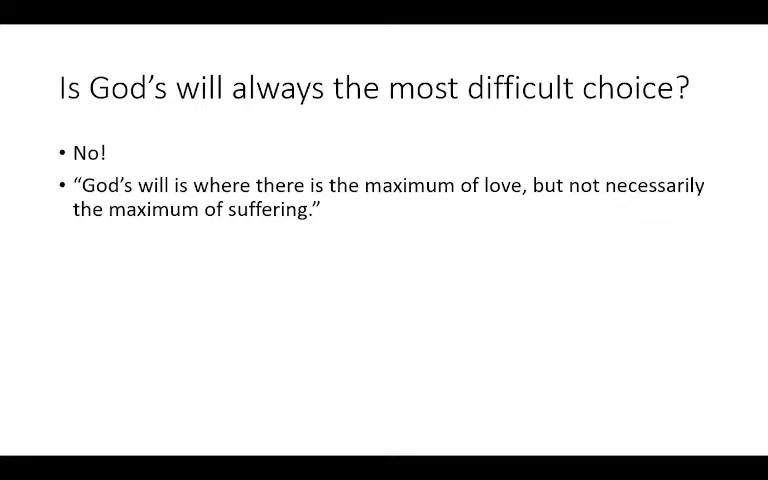 Is God’s will always the most difficult choice?
• No!
• “God’s will is where there is the maximum of love, but not necessarily
the maximum of suffering.”